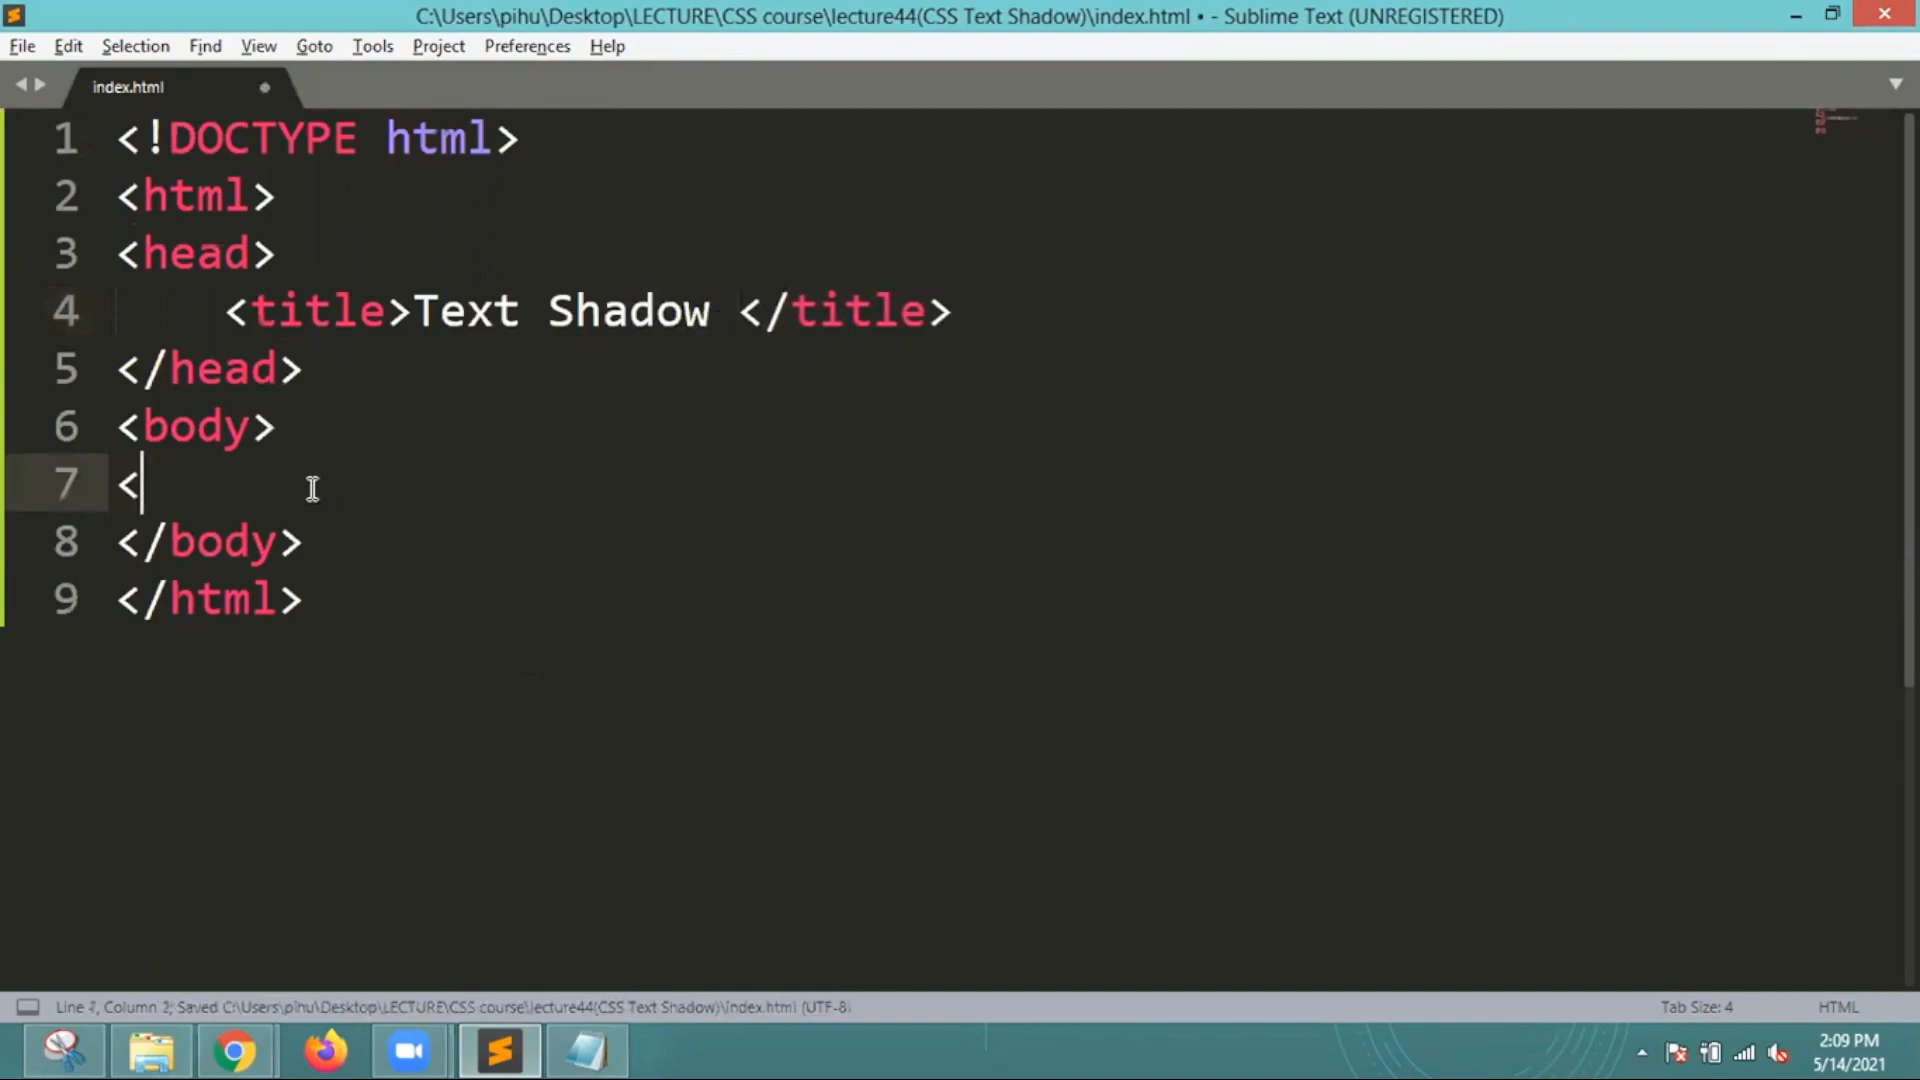 C:\Users\pihu\Desktop\LECTURE\CSS course\lecture44(CSS Text Shadow)\index.html • - Sublime Text (UNREGISTERED)
File Edit Selection Find View Goto Tools Project Preferences Help
index.html
1 <!DOCTYPE html>
2 <html>
3 <head>
4 <title>Text Shadow </title>
5 </head>
6 <body>
7 <
8 </body>
9 </html>
Column 2; Saved C:\Users\pihu\Desktop\LECTURE\CSS course\lecture44(CSS Text Shadow)\index.html (UTF-8)
Tab Size: 4 HTML
2:09 PM
5/14/2021